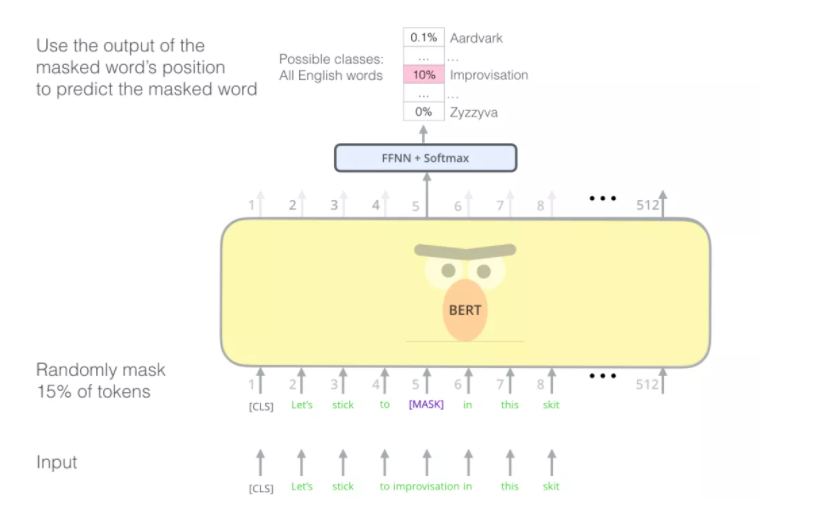 Use the output of the
masked word's position
to predict the masked word
Possible classes:
All English words
0.1% Aardvark
... ...
10% Improvisation
... ...
0% Zyzzyva
FFNN + Softmax
1 2 3 4 5 6 7 8 ••• 512
BERT
Randomly mask
15% of tokens
1 2 3 4 5 6 7 8 ••• 512
[CLS] Let's stick to [MASK] in this skit
Input
[CLS] Let's stick to improvisation in this skit